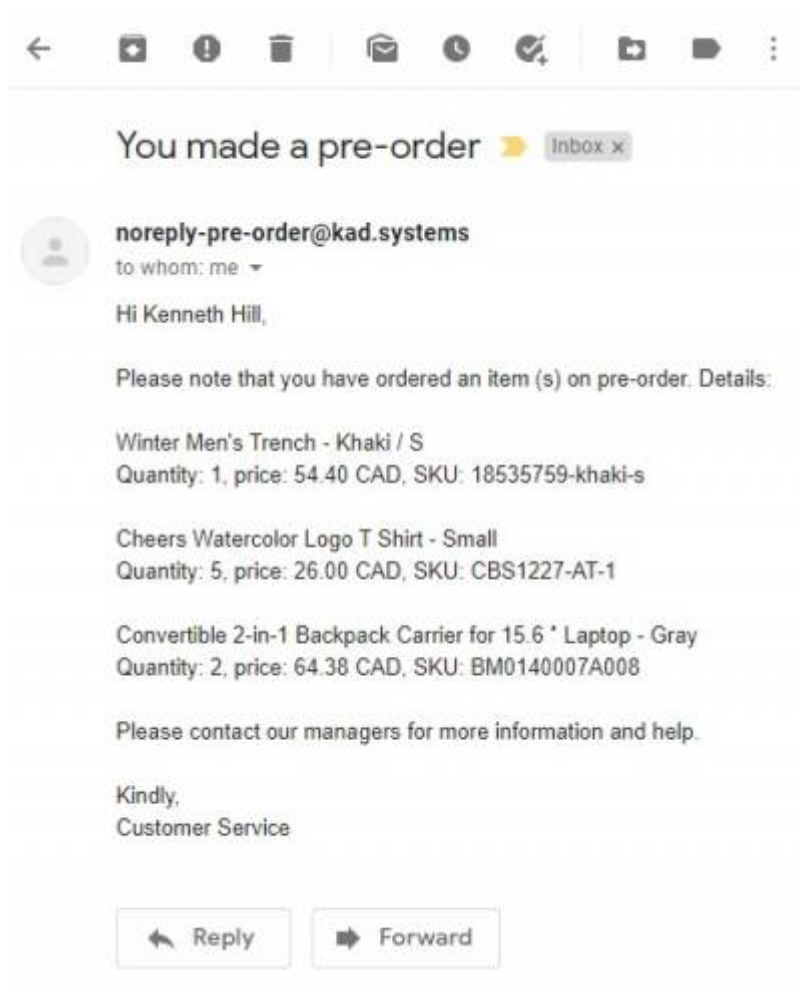 You made a pre-order Inbox x
noreply-pre-order@kad.systems
to whom: me
Hi Kenneth Hill,
Please note that you have ordered an item (s) on pre-order. Details:
Winter Men's Trench - Khaki / S
Quantity: 1, price: 54.40 CAD, SKU: 18535759-khaki-s
Cheers Watercolor Logo T Shirt - Small
Quantity: 5, price: 26.00 CAD, SKU: CBS1227-AT-1
Convertible 2-in-1 Backpack Carrier for 15.6 " Laptop - Gray
Quantity: 2, price: 64.38 CAD, SKU: BM0140007A008
Please contact our managers for more information and help.
Kindly,
Customer Service
Reply Forward